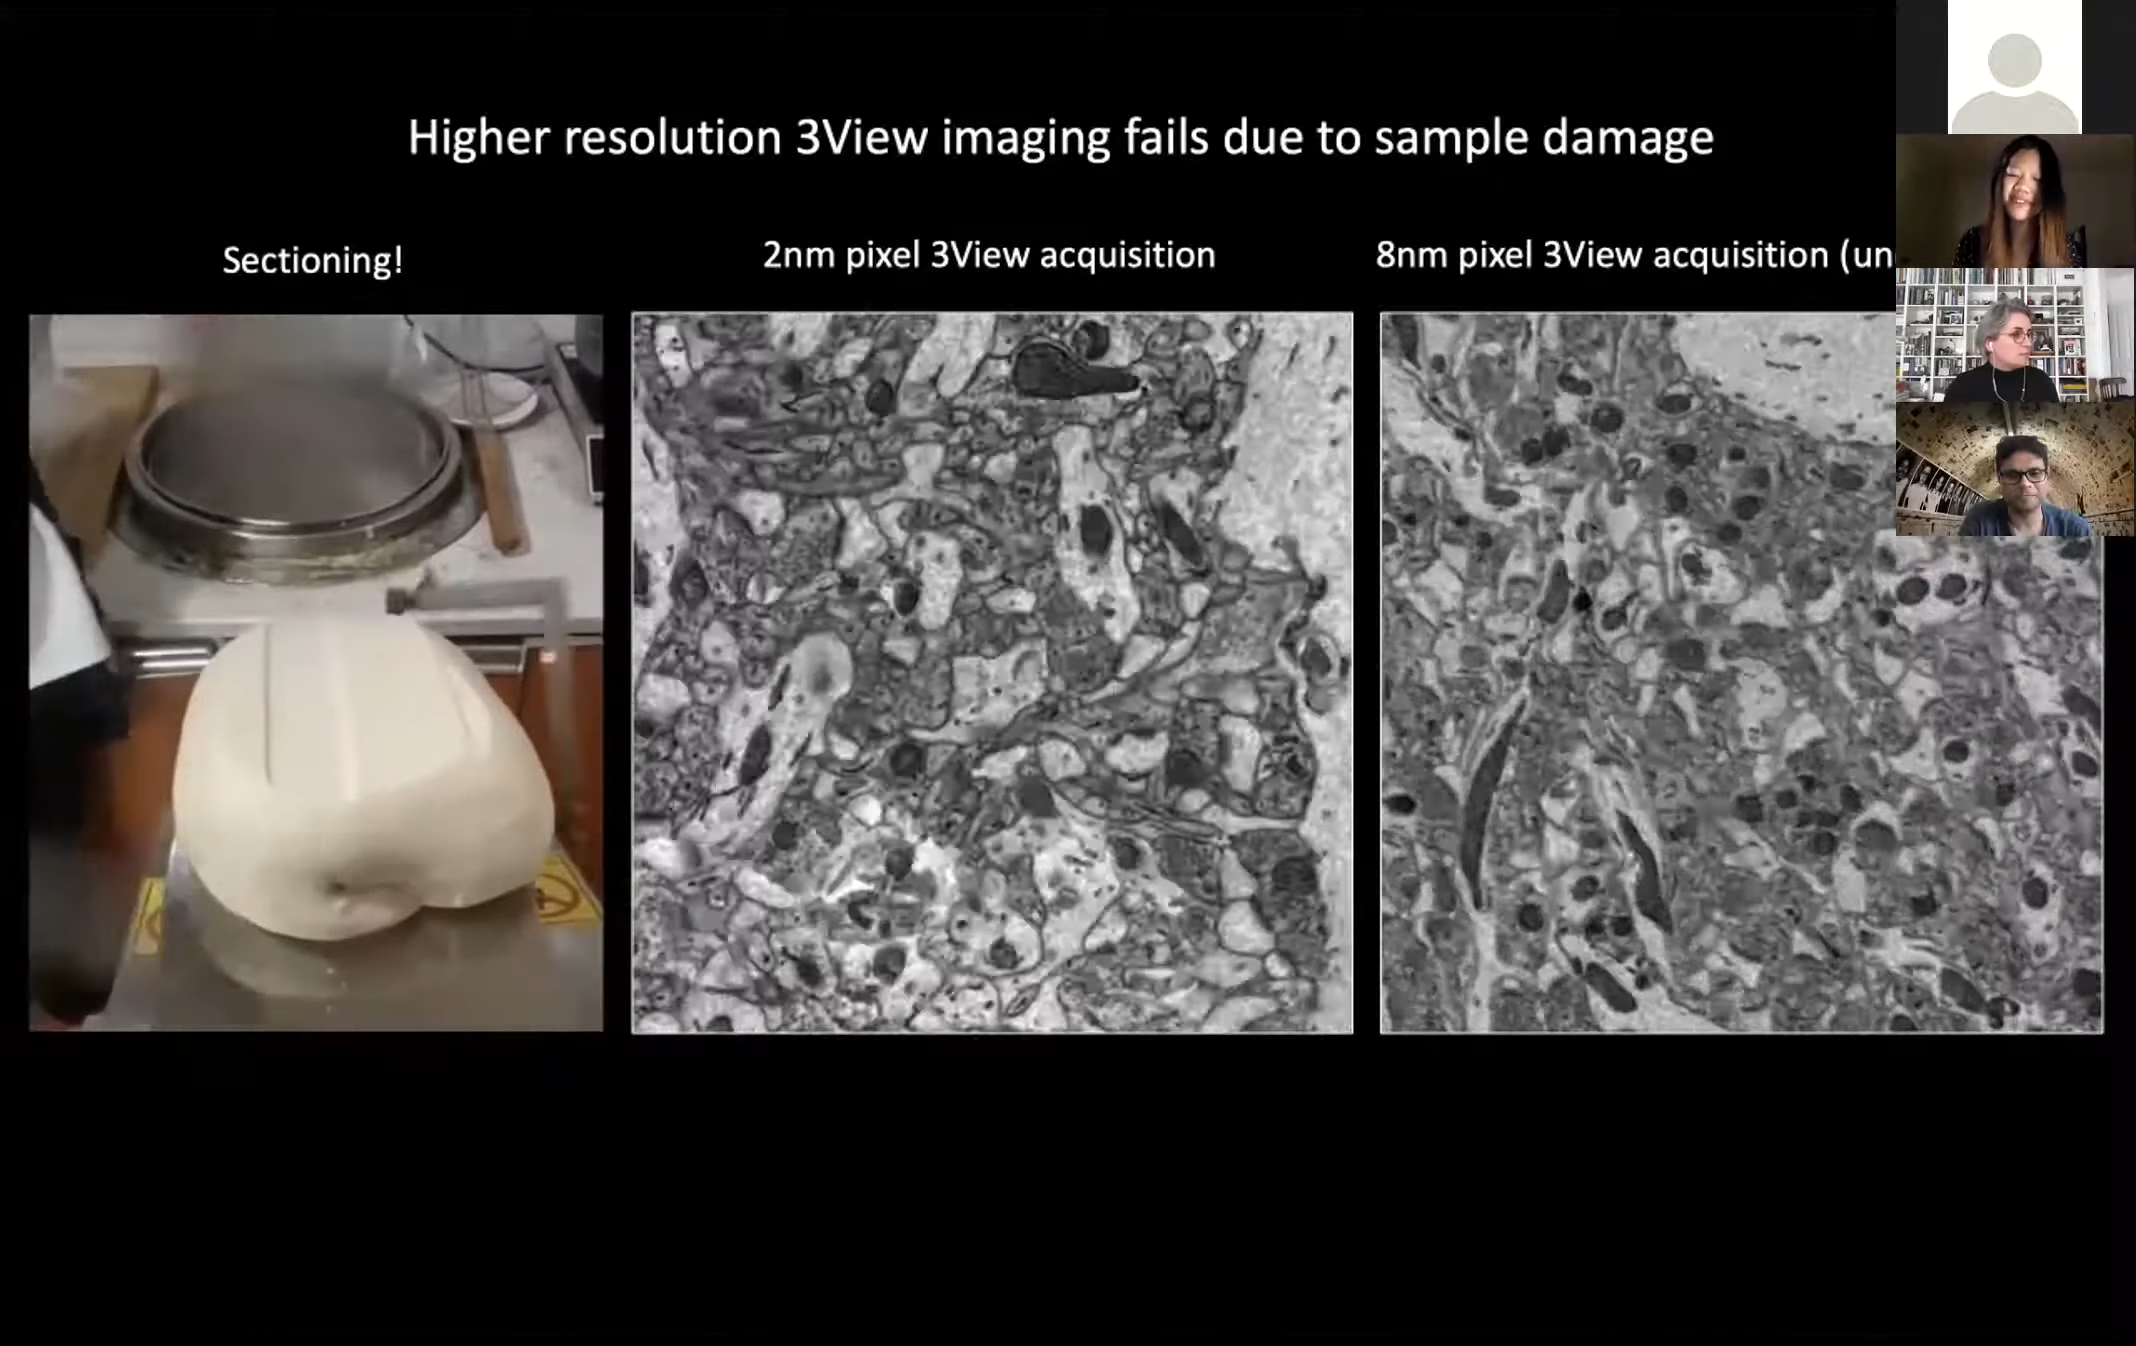 Higher resolution 3View imaging fails due to sample damage
Sectioning!
2nm pixel 3View acquisition
8nm pixel 3View acquisition (un